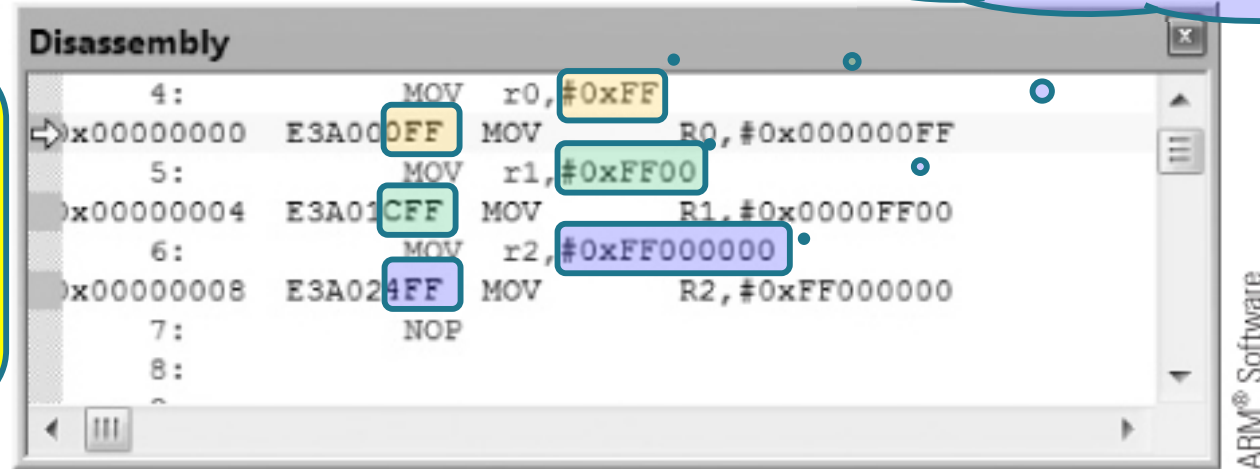 Disassembly
4: MOV r0,#0xFF
0x00000000 E3A000FF MOV R0,#0x000000FF
5: MOV r1,#0xFF00
0x00000004 E3A01CFF MOV R1,#0x0000FF00
6: MOV r2,#0xFF000000
0x00000008 E3A024FF MOV R2,#0xFF000000
7: NOP
8:
ARM® Software